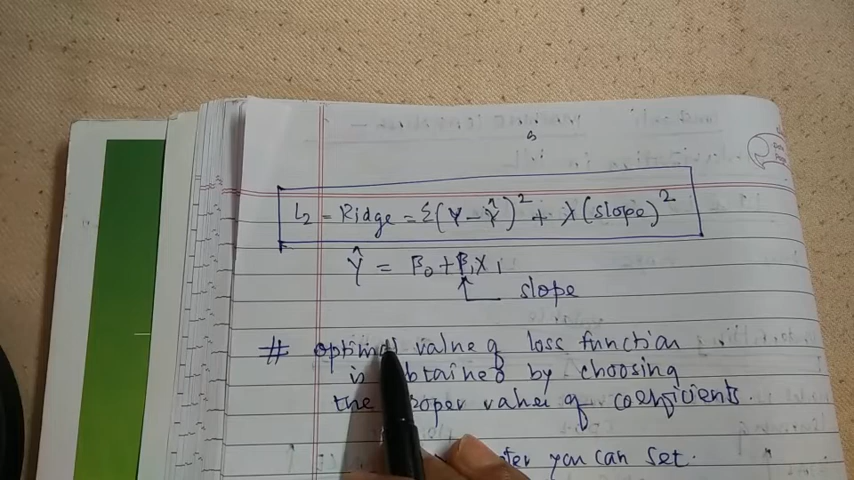 L2 - Ridge = Σ(Y - Ŷ)² + λ(slope)²
Ŷ = β0 + β1X1
slope
# optimal value of loss function
is obtained by choosing
the proper value of coefficients.
you can set.